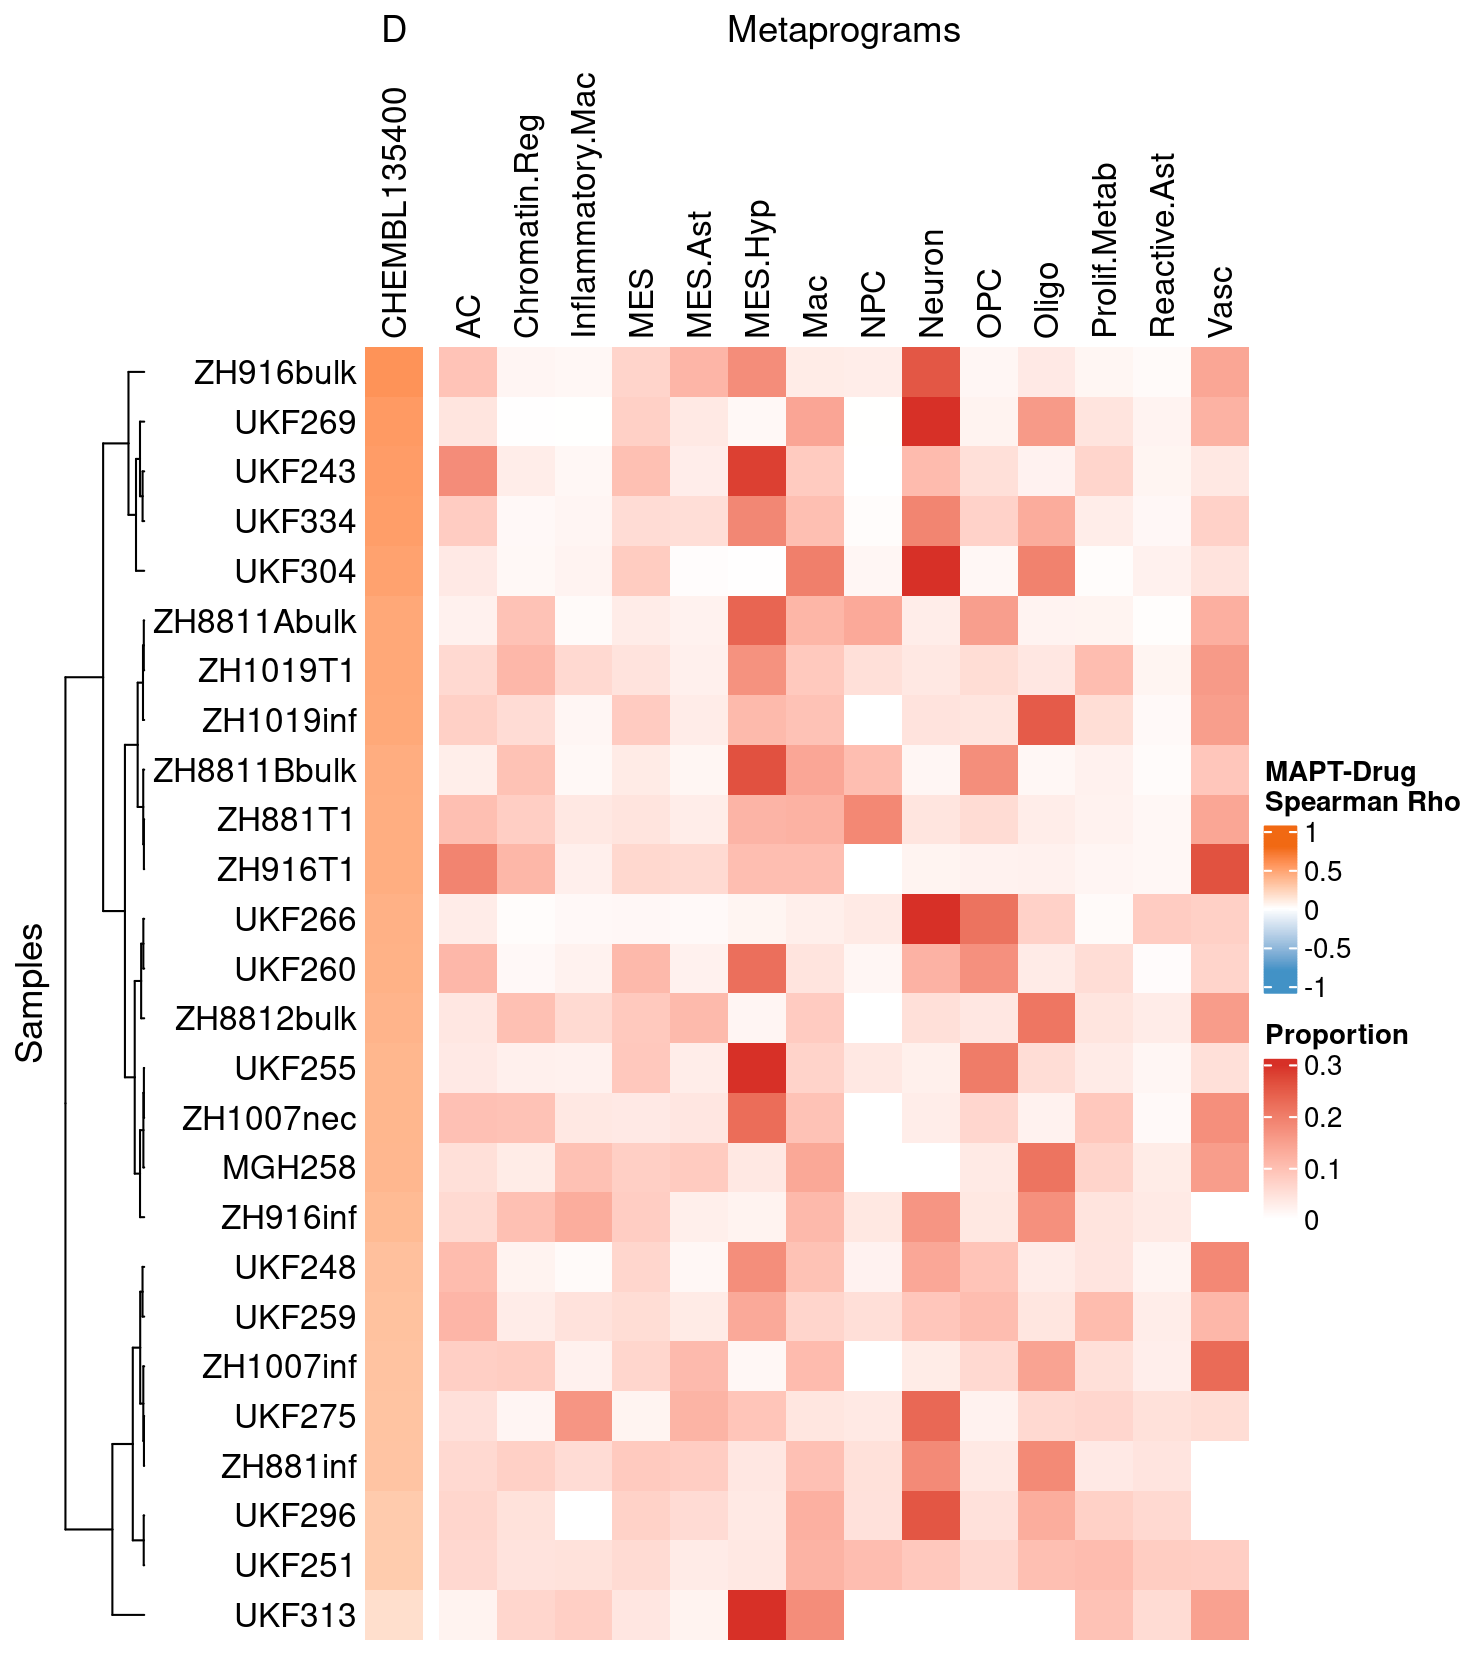 D
Metaprograms
CHEMBL135400
AC
Chromatin.Reg
Inflammatory.Mac
MES
MES.Ast
MES.Hyp
Mac
NPC
Neuron
OPC
Oligo
Prolif.Metab
Reactive.Ast
Vasc
Samples
ZH916bulk
UKF269
UKF243
UKF334
UKF304
ZH8811Abulk
ZH1019T1
ZH1019inf
ZH8811Bbulk
ZH881T1
ZH916T1
UKF266
UKF260
ZH8812bulk
UKF255
ZH1007nec
MGH258
ZH916inf
UKF248
UKF259
ZH1007inf
UKF275
ZH881inf
UKF296
UKF251
UKF313
MAPT-Drug
Spearman Rho
1
0.5
0
-0.5
-1
Proportion
0.3
0.2
0.1
0